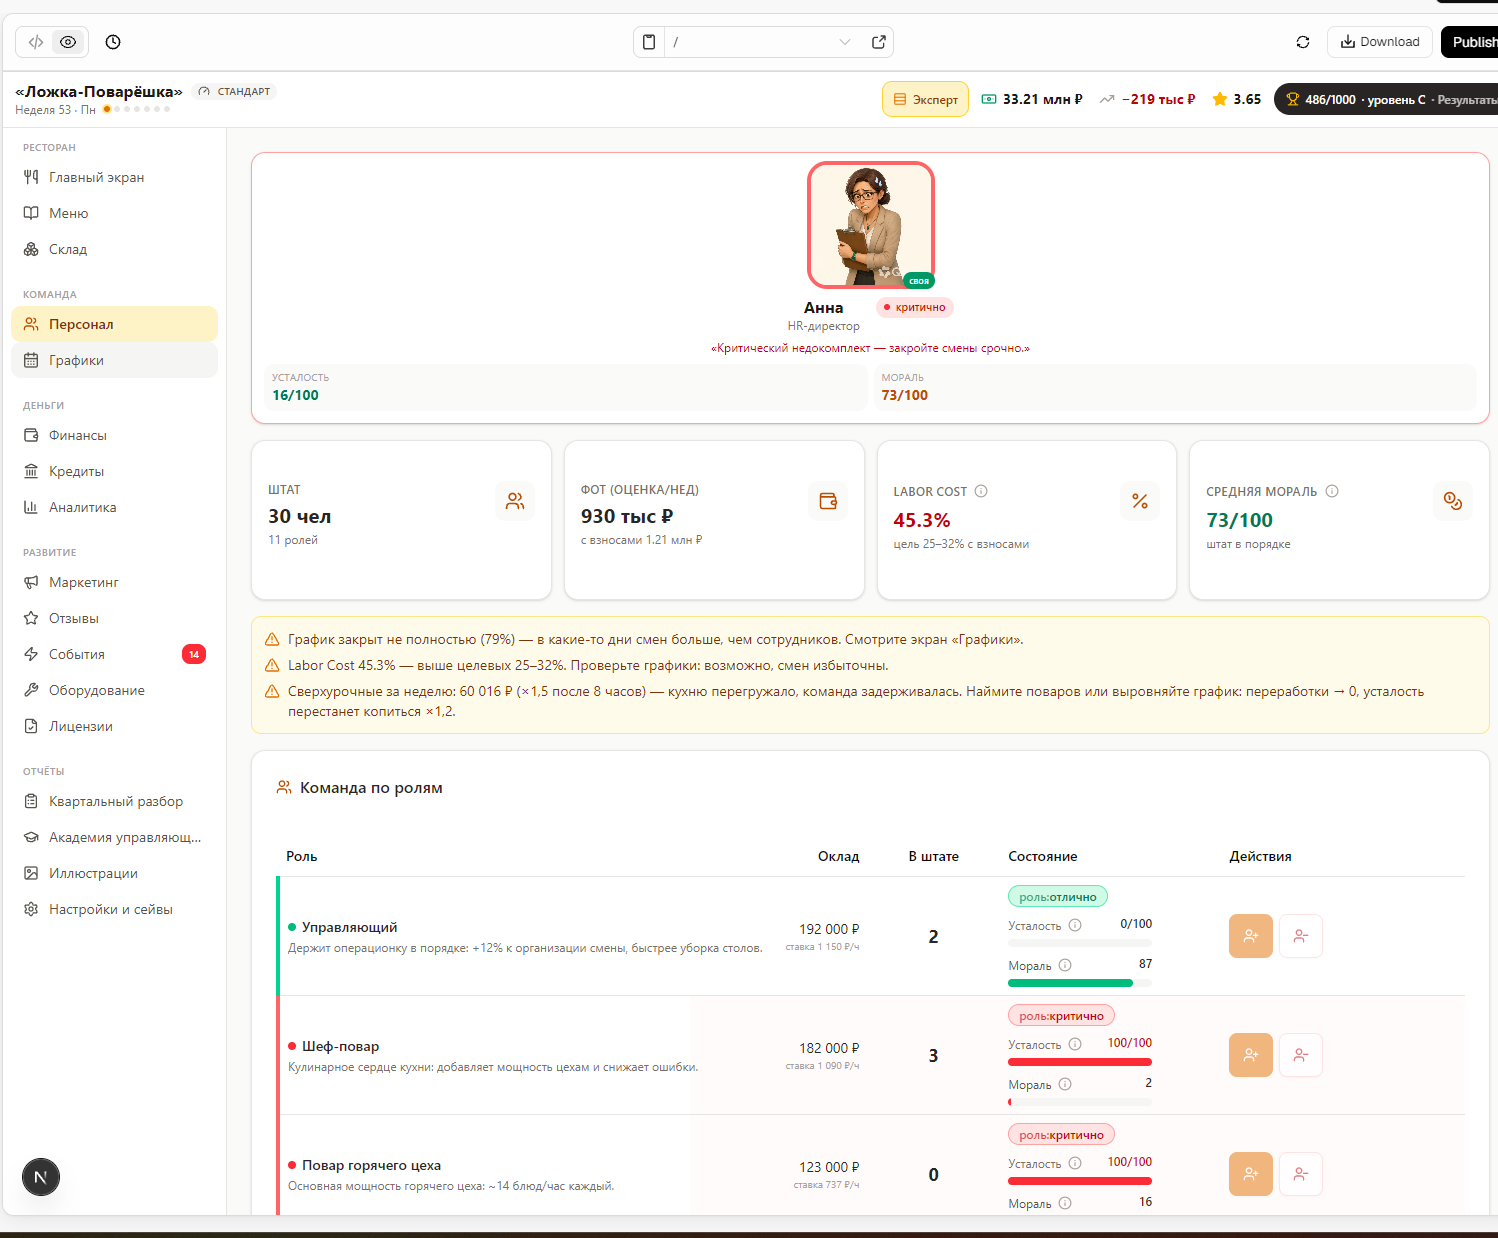 /
Download
Publish
«Ложка-Поварёшка»
СТАНДАРТ
Неделя 53 · Пн
Эксперт
33.21 млн ₽
−219 тыс ₽
3.65
486/1000 · уровень C · Результаты
РЕСТОРАН
Главный экран
Меню
Склад
КОМАНДА
Персонал
Графики
ДЕНЬГИ
Финансы
Кредиты
Аналитика
РАЗВИТИЕ
Маркетинг
Отзывы
События
14
Оборудование
Лицензии
ОТЧЁТЫ
Квартальный разбор
Академия управляющ...
Иллюстрации
Настройки и сейвы
N
своя
Анна
критично
HR-директор
«Критический недокомплект — закройте смены срочно.»
УСТАЛОСТЬ
16/100
МОРАЛЬ
73/100
ШТАТ
30 чел
11 ролей
ФОТ (ОЦЕНКА/НЕД)
930 тыс ₽
с взносами 1.21 млн ₽
LABOR COST
45.3%
цель 25–32% с взносами
СРЕДНЯЯ МОРАЛЬ
73/100
штат в порядке
График закрыт не полностью (79%) — в какие-то дни смен больше, чем сотрудников. Смотрите экран «Графики».
Labor Cost 45.3% — выше целевых 25–32%. Проверьте графики: возможно, смен избыточны.
Сверхурочные за неделю: 60 016 ₽ (×1,5 после 8 часов) — кухню перегружало, команда задерживалась. Наймите поваров или выровняйте график: переработки → 0, усталость
перестанет копиться ×1,2.
Команда по ролям
Роль
Оклад
В штате
Состояние
Действия
Управляющий
Держит операционку в порядке: +12% к организации смены, быстрее уборка столов.
192 000 ₽
ставка 1 150 ₽/ч
2
роль:отлично
Усталость
0/100
Мораль
87
Шеф-повар
Кулинарное сердце кухни: добавляет мощность цехам и снижает ошибки.
182 000 ₽
ставка 1 090 ₽/ч
3
роль:критично
Усталость
100/100
Мораль
2
Повар горячего цеха
Основная мощность горячего цеха: ~14 блюд/час каждый.
123 000 ₽
ставка 737 ₽/ч
0
роль:критично
Усталость
100/100
Мораль
16